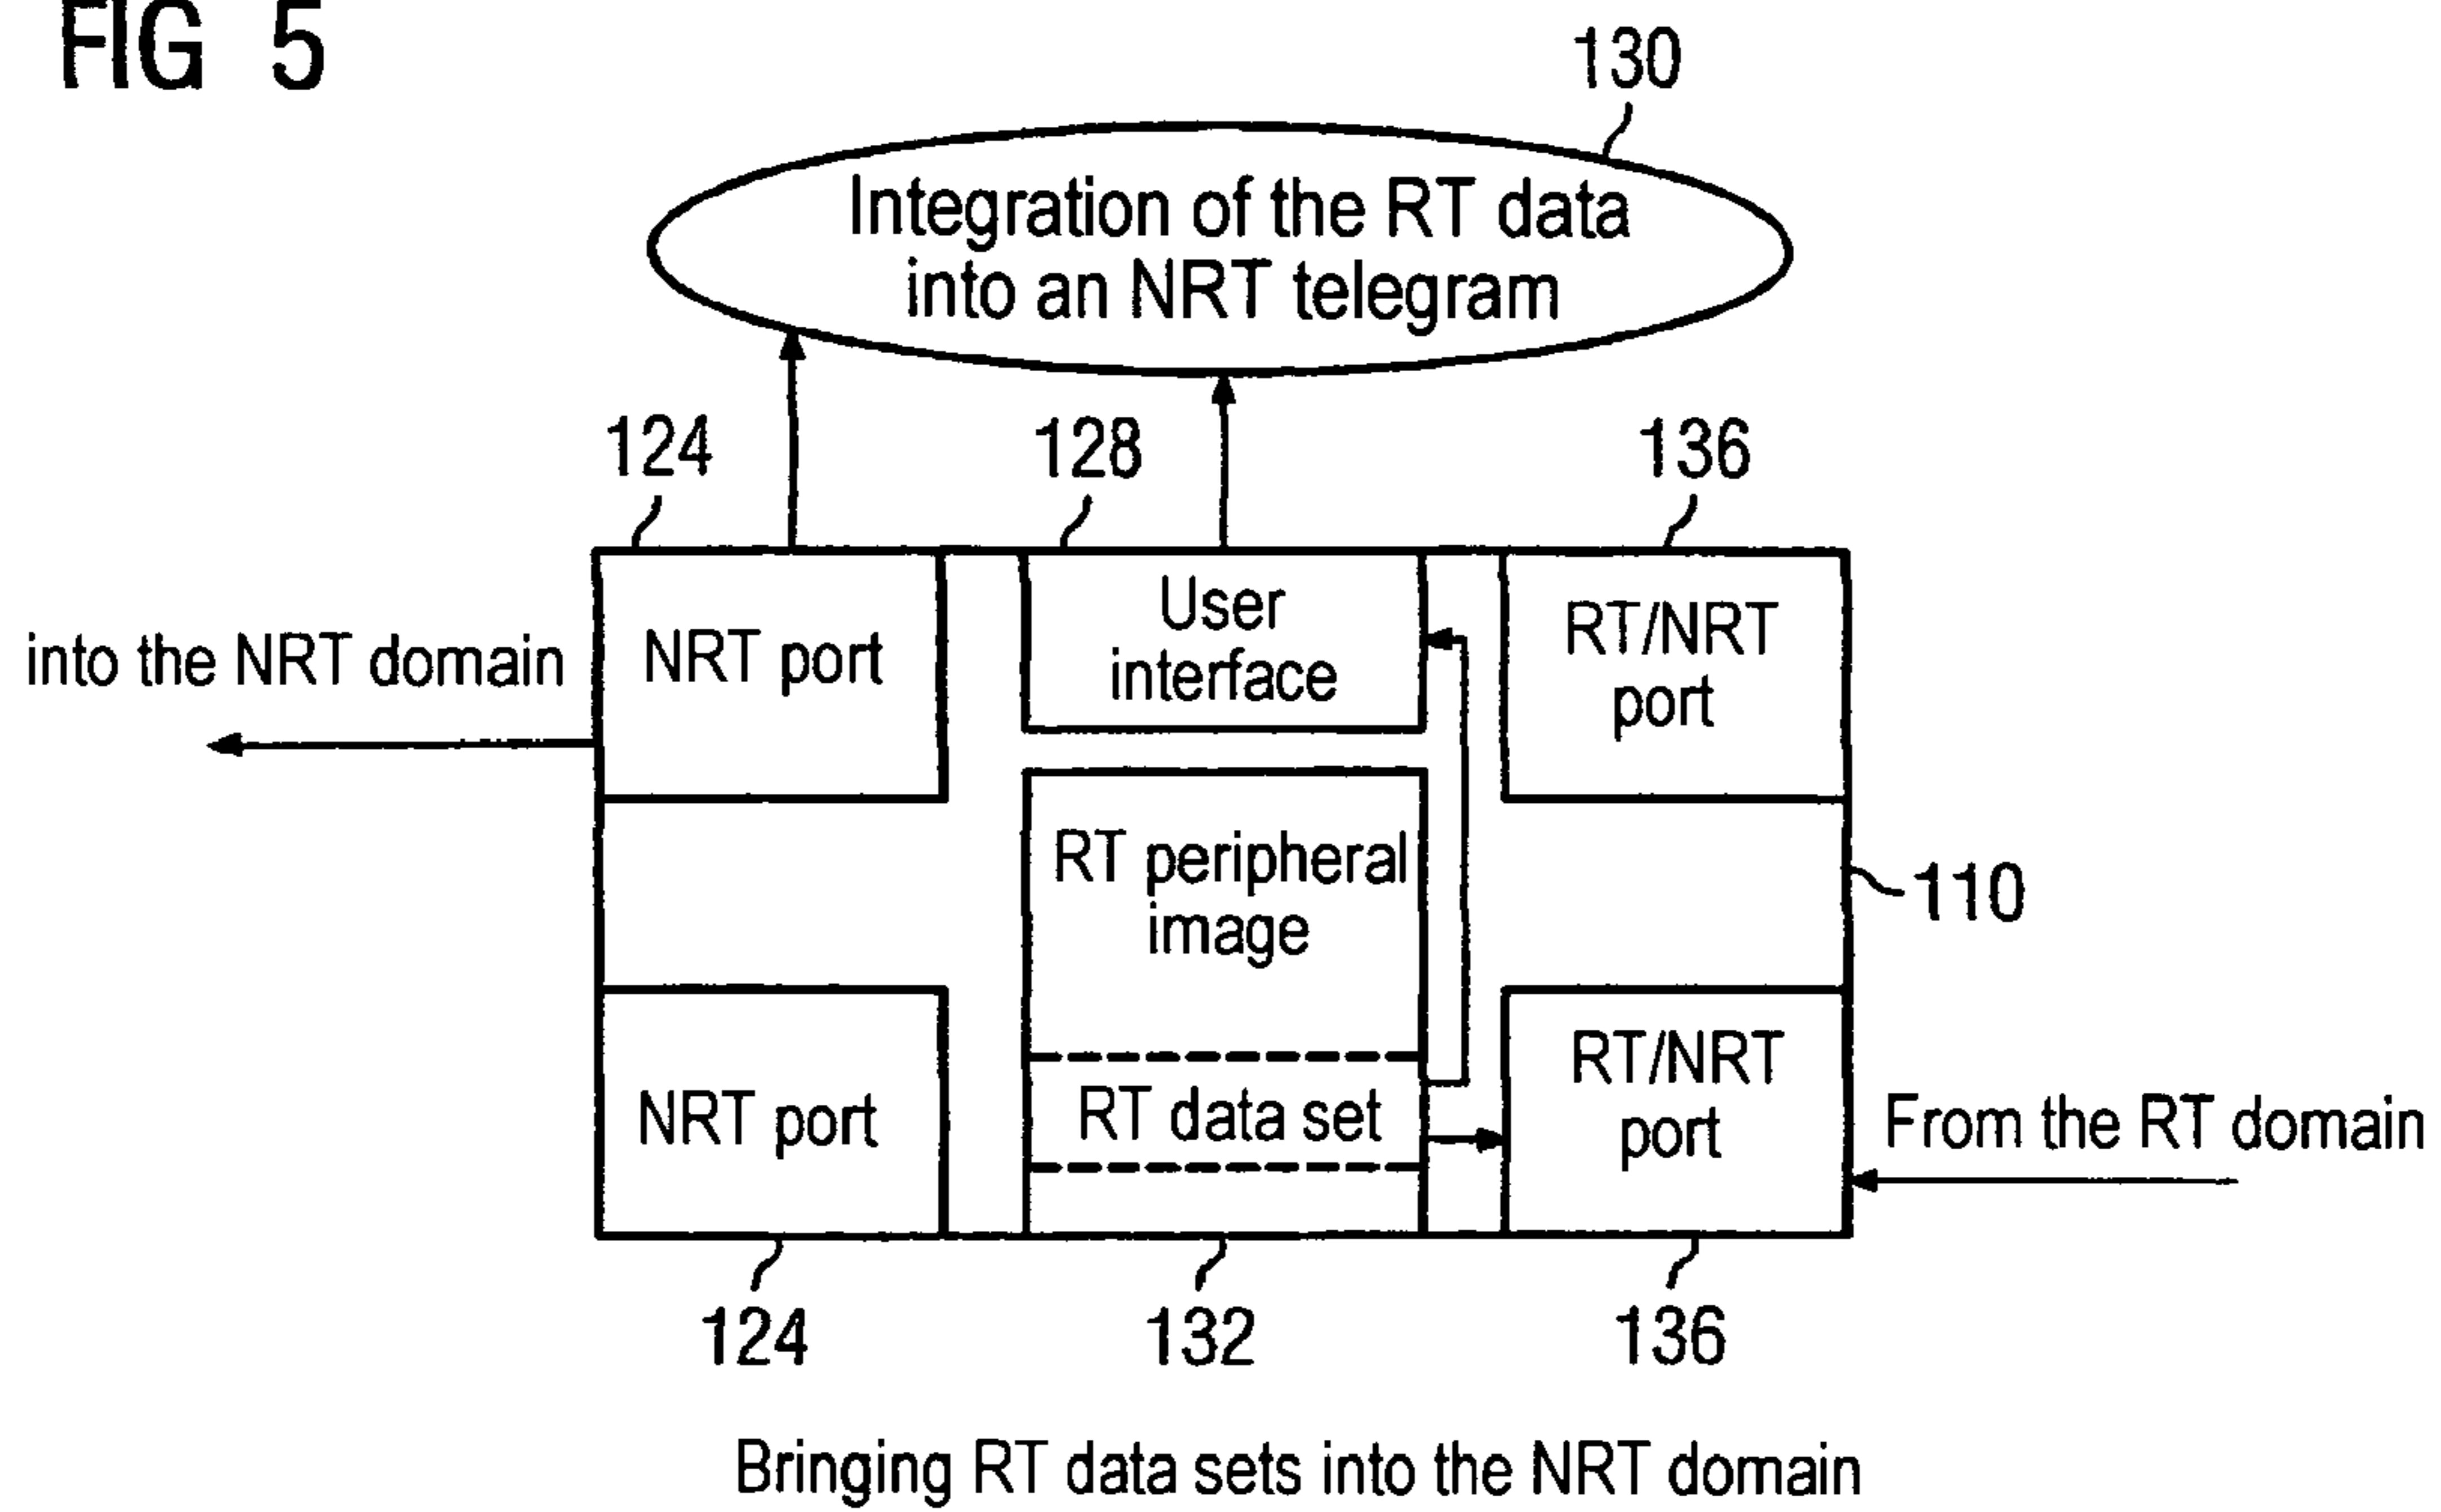 FIG 5
130
Integration of the RT data
into an NRT telegram
124
128
136
into the NRT domain
NRT port
User
interface
RT/NRT
port
RT peripheral
image
110
NRT port
RT data set
RT/NRT
port
From the RT domain
124
132
136
Bringing RT data sets into the NRT domain